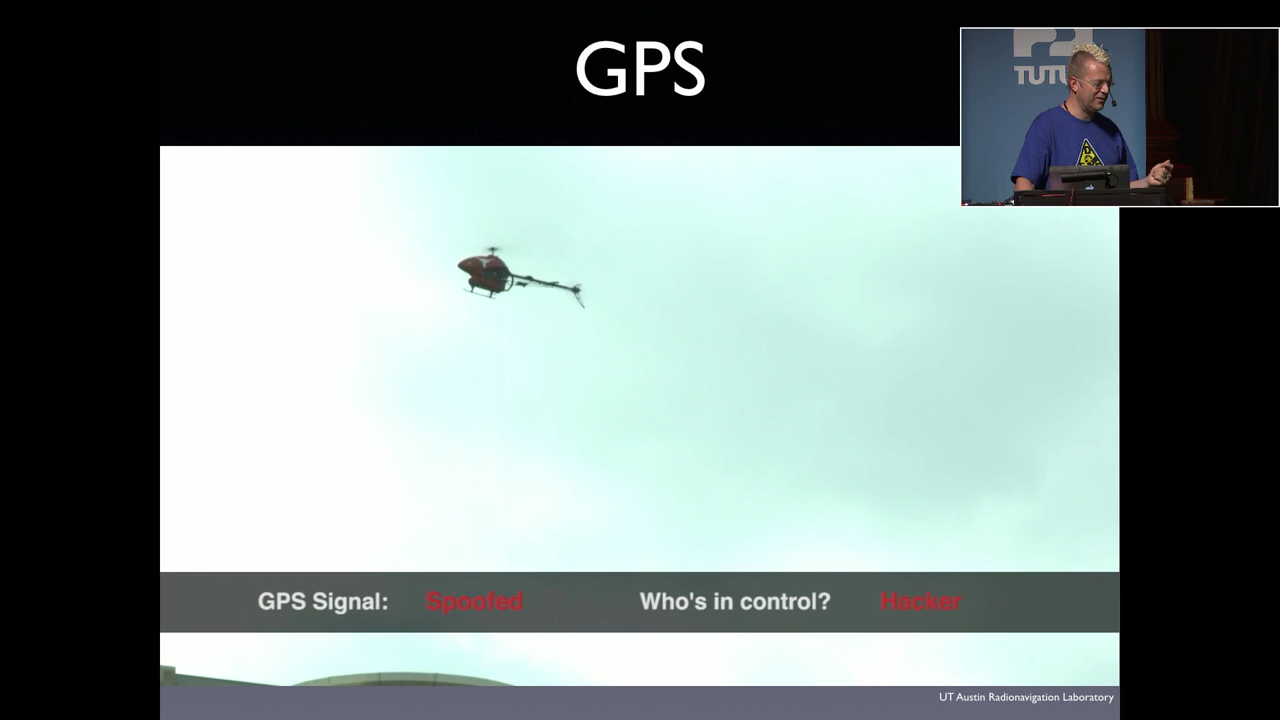 GPS
GPS Signal: Spoofed Who's in control? Hacker
UT Austin Radionavigation Laboratory